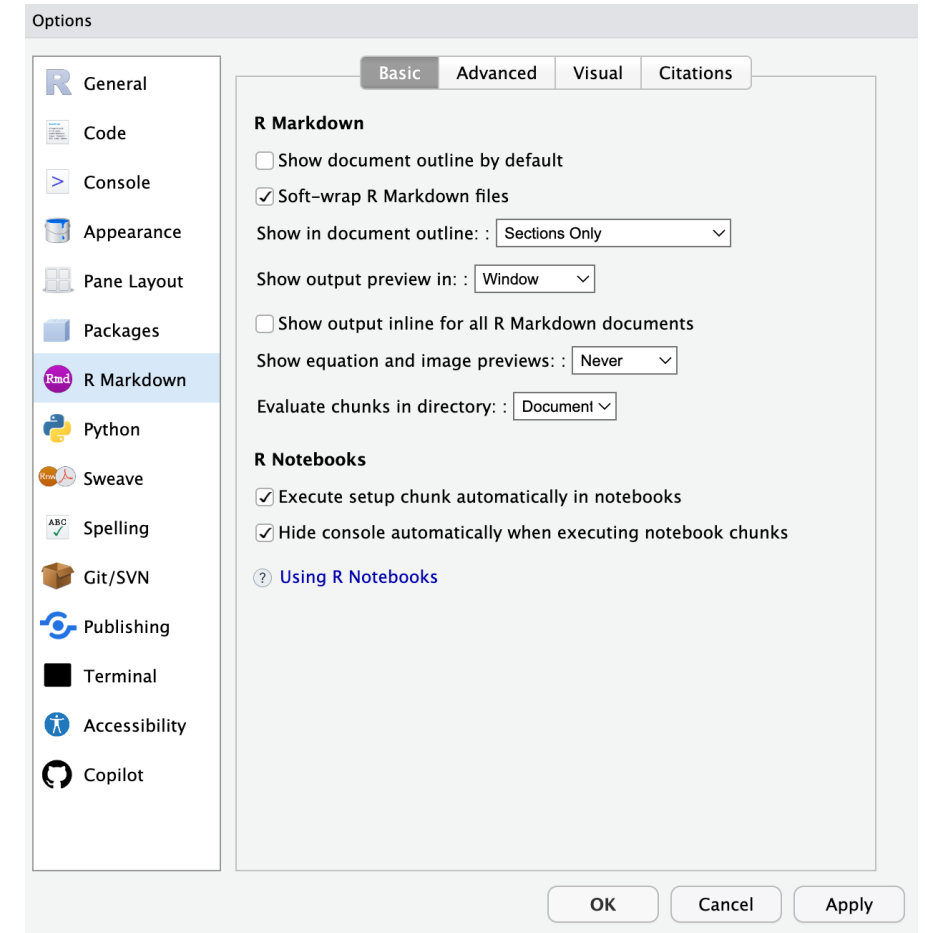 Options
General
Code
Console
Appearance
Pane Layout
Packages
R Markdown
Python
Sweave
Spelling
Git/SVN
Publishing
Terminal
Accessibility
Copilot
Basic Advanced Visual Citations
R Markdown
Show document outline by default
Soft-wrap R Markdown files
Show in document outline: : Sections Only
Show output preview in: : Window
Show output inline for all R Markdown documents
Show equation and image previews: : Never
Evaluate chunks in directory: : Document
R Notebooks
Execute setup chunk automatically in notebooks
Hide console automatically when executing notebook chunks
? Using R Notebooks
OK Cancel Apply